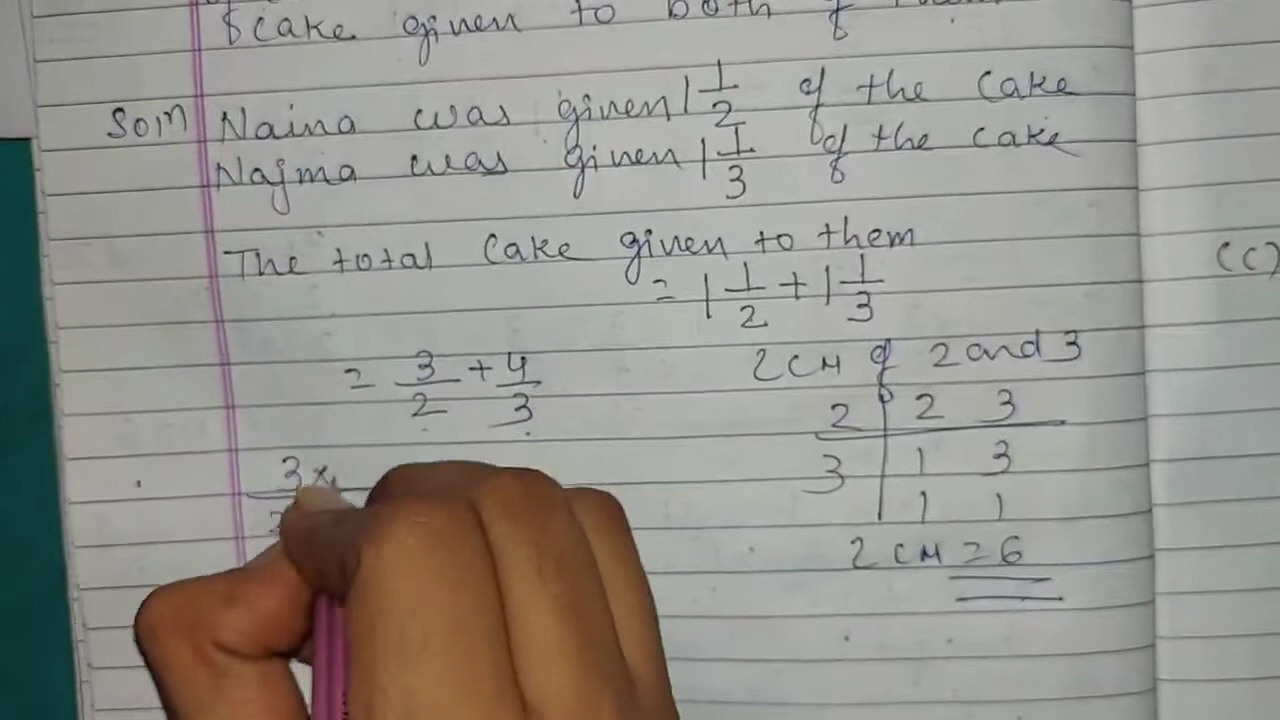 cake given to both of
Soln Naina was given 1 1/2 of the cake
Najma was given 1 1/3 of the cake
The total cake given to them
= 1 1/2 + 1 1/3
(C)
= 3/2 + 4/3
LCM of 2 and 3
2 | 2 3
3 | 1 3
1 1
LCM = 6
3 ×